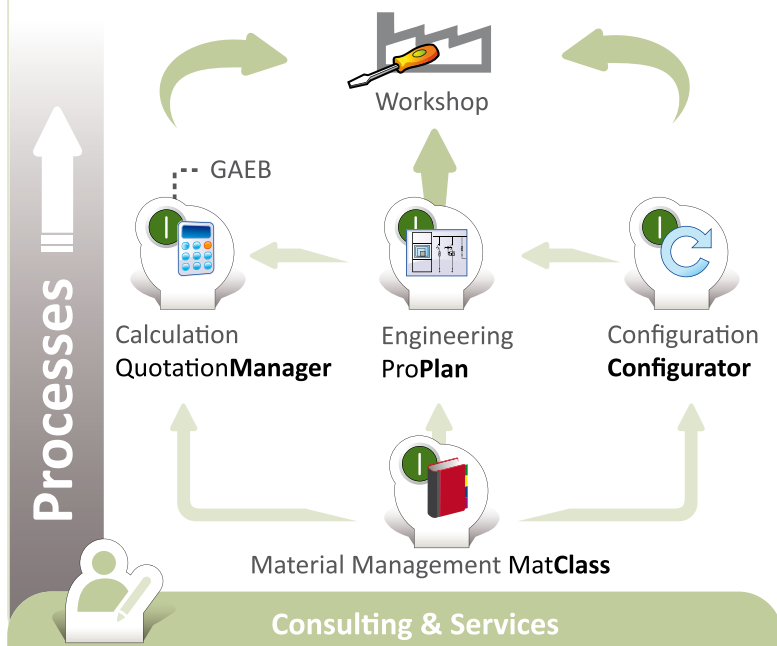 Workshop
GAEB
Processes
Calculation
QuotationManager
Engineering
ProPlan
Configuration
Configurator
Material Management MatClass
Consulting & Services